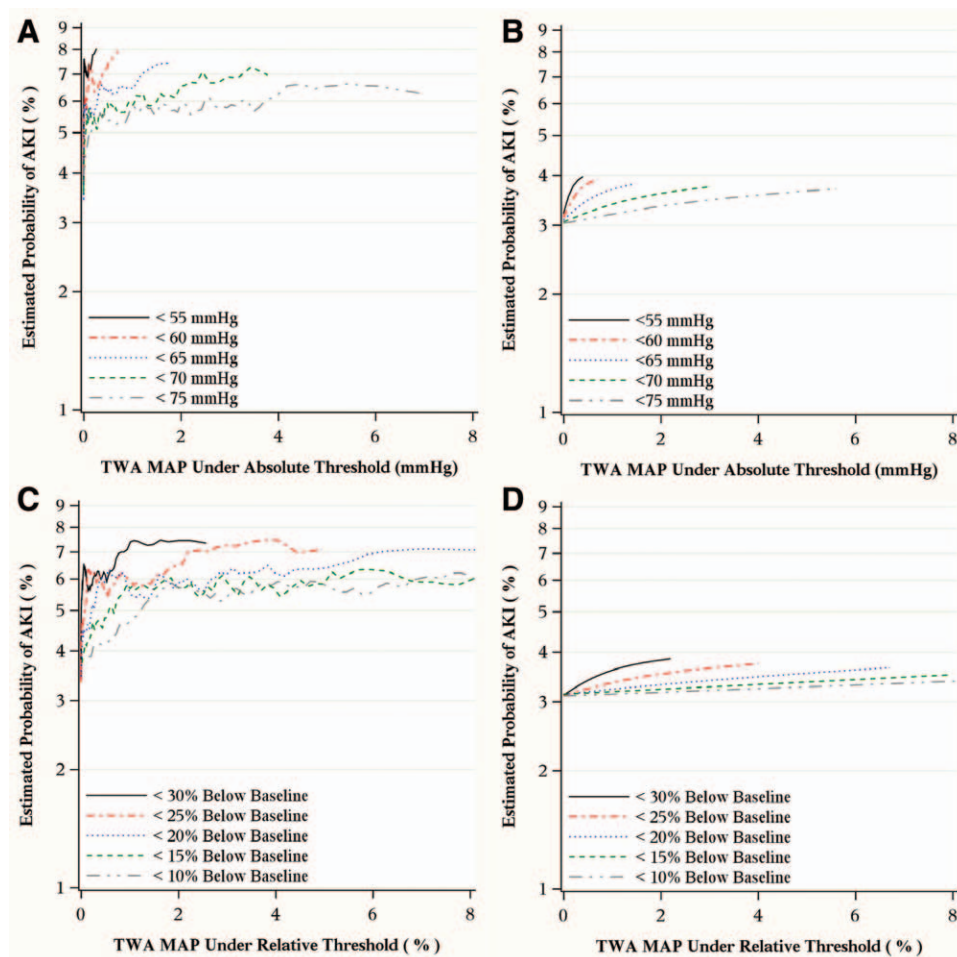 A
Estimated Probability of AKI ( % )
9
8
7
6
5
4
3
2
1
< 55 mmHg
< 60 mmHg
< 65 mmHg
< 70 mmHg
< 75 mmHg
0 2 4 6 8
TWA MAP Under Absolute Threshold (mmHg)
B
Estimated Probability of AKI ( % )
9
8
7
6
5
4
3
2
1
<55 mmHg
<60 mmHg
<65 mmHg
<70 mmHg
<75 mmHg
0 2 4 6 8
TWA MAP Under Absolute Threshold (mmHg)
C
Estimated Probability of AKI ( % )
9
8
7
6
5
4
3
2
1
< 30% Below Baseline
< 25% Below Baseline
< 20% Below Baseline
< 15% Below Baseline
< 10% Below Baseline
0 2 4 6 8
TWA MAP Under Relative Threshold ( % )
D
Estimated Probability of AKI ( % )
9
8
7
6
5
4
3
2
1
< 30% Below Baseline
< 25% Below Baseline
< 20% Below Baseline
< 15% Below Baseline
< 10% Below Baseline
0 2 4 6 8
TWA MAP Under Relative Threshold ( % )